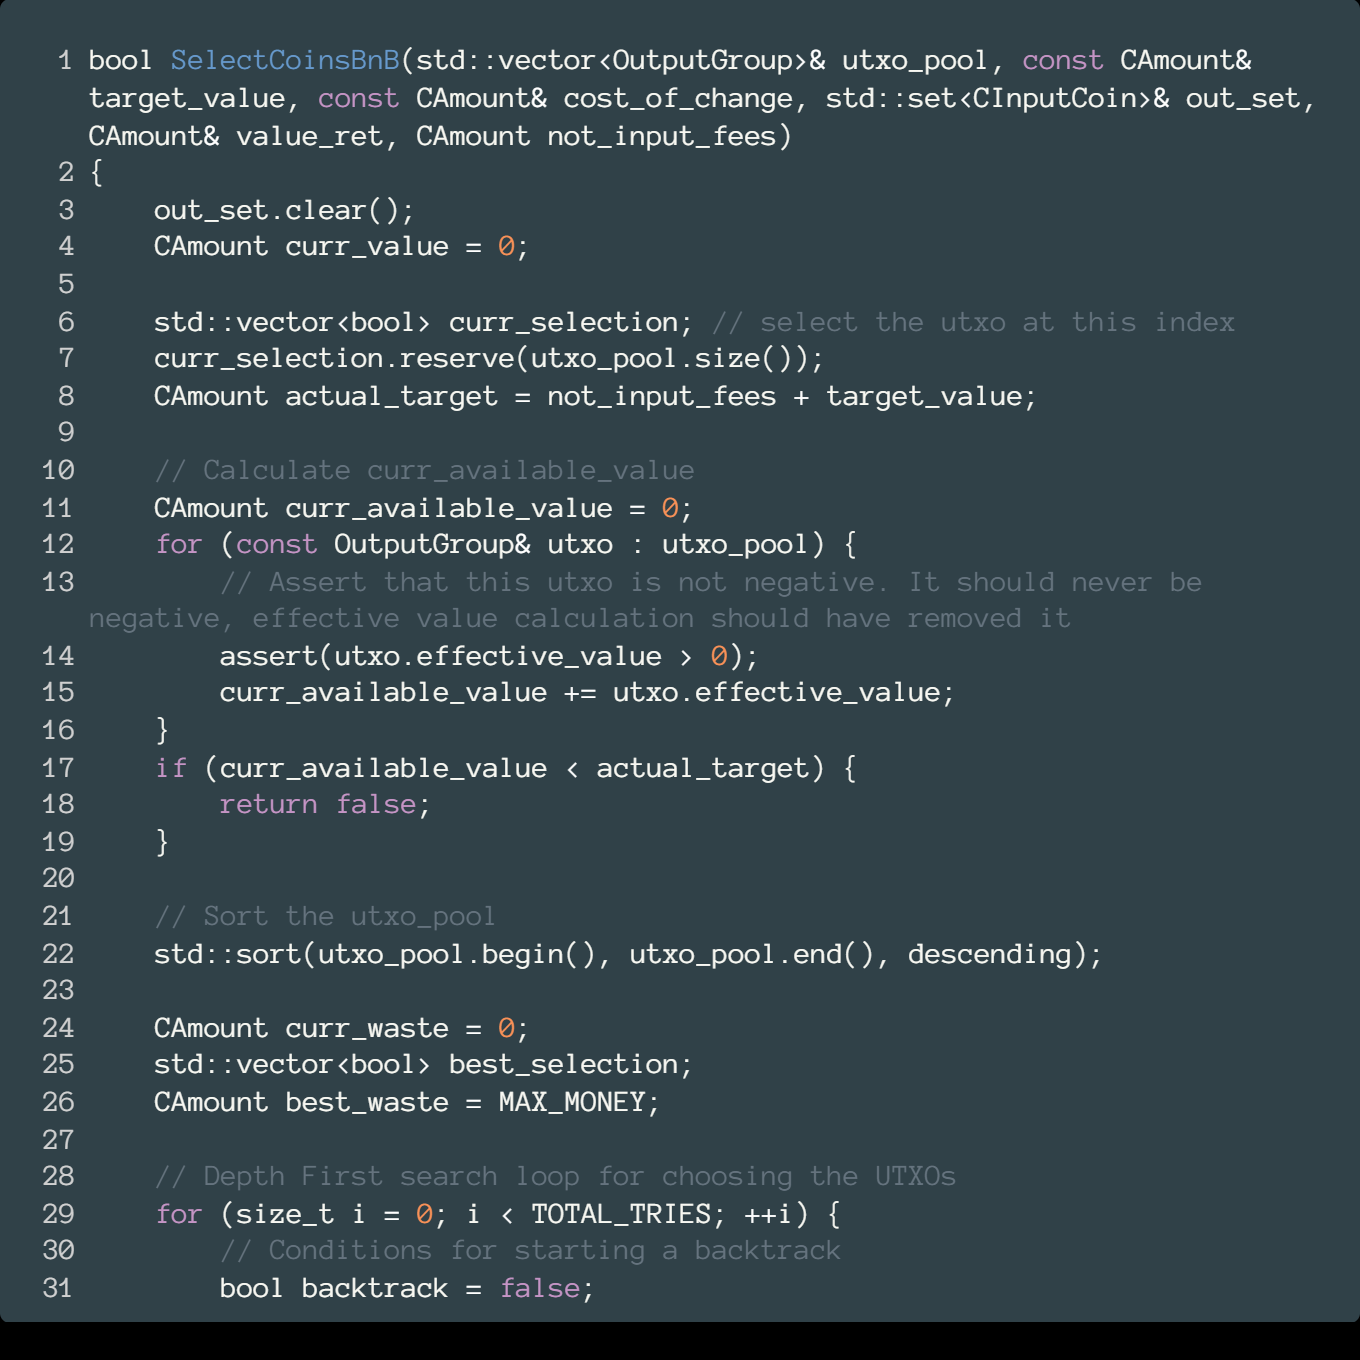 1 bool SelectCoinsBnB(std::vector<OutputGroup>& utxo_pool, const CAmount&
target_value, const CAmount& cost_of_change, std::set<CInputCoin>& out_set,
CAmount& value_ret, CAmount not_input_fees)
2 {
3     out_set.clear();
4     CAmount curr_value = 0;
5
6     std::vector<bool> curr_selection; // select the utxo at this index
7     curr_selection.reserve(utxo_pool.size());
8     CAmount actual_target = not_input_fees + target_value;
9
10     // Calculate curr_available_value
11     CAmount curr_available_value = 0;
12     for (const OutputGroup& utxo : utxo_pool) {
13         // Assert that this utxo is not negative. It should never be
negative, effective value calculation should have removed it
14         assert(utxo.effective_value > 0);
15         curr_available_value += utxo.effective_value;
16     }
17     if (curr_available_value < actual_target) {
18         return false;
19     }
20
21     // Sort the utxo_pool
22     std::sort(utxo_pool.begin(), utxo_pool.end(), descending);
23
24     CAmount curr_waste = 0;
25     std::vector<bool> best_selection;
26     CAmount best_waste = MAX_MONEY;
27
28     // Depth First search loop for choosing the UTXOs
29     for (size_t i = 0; i < TOTAL_TRIES; ++i) {
30         // Conditions for starting a backtrack
31         bool backtrack = false;